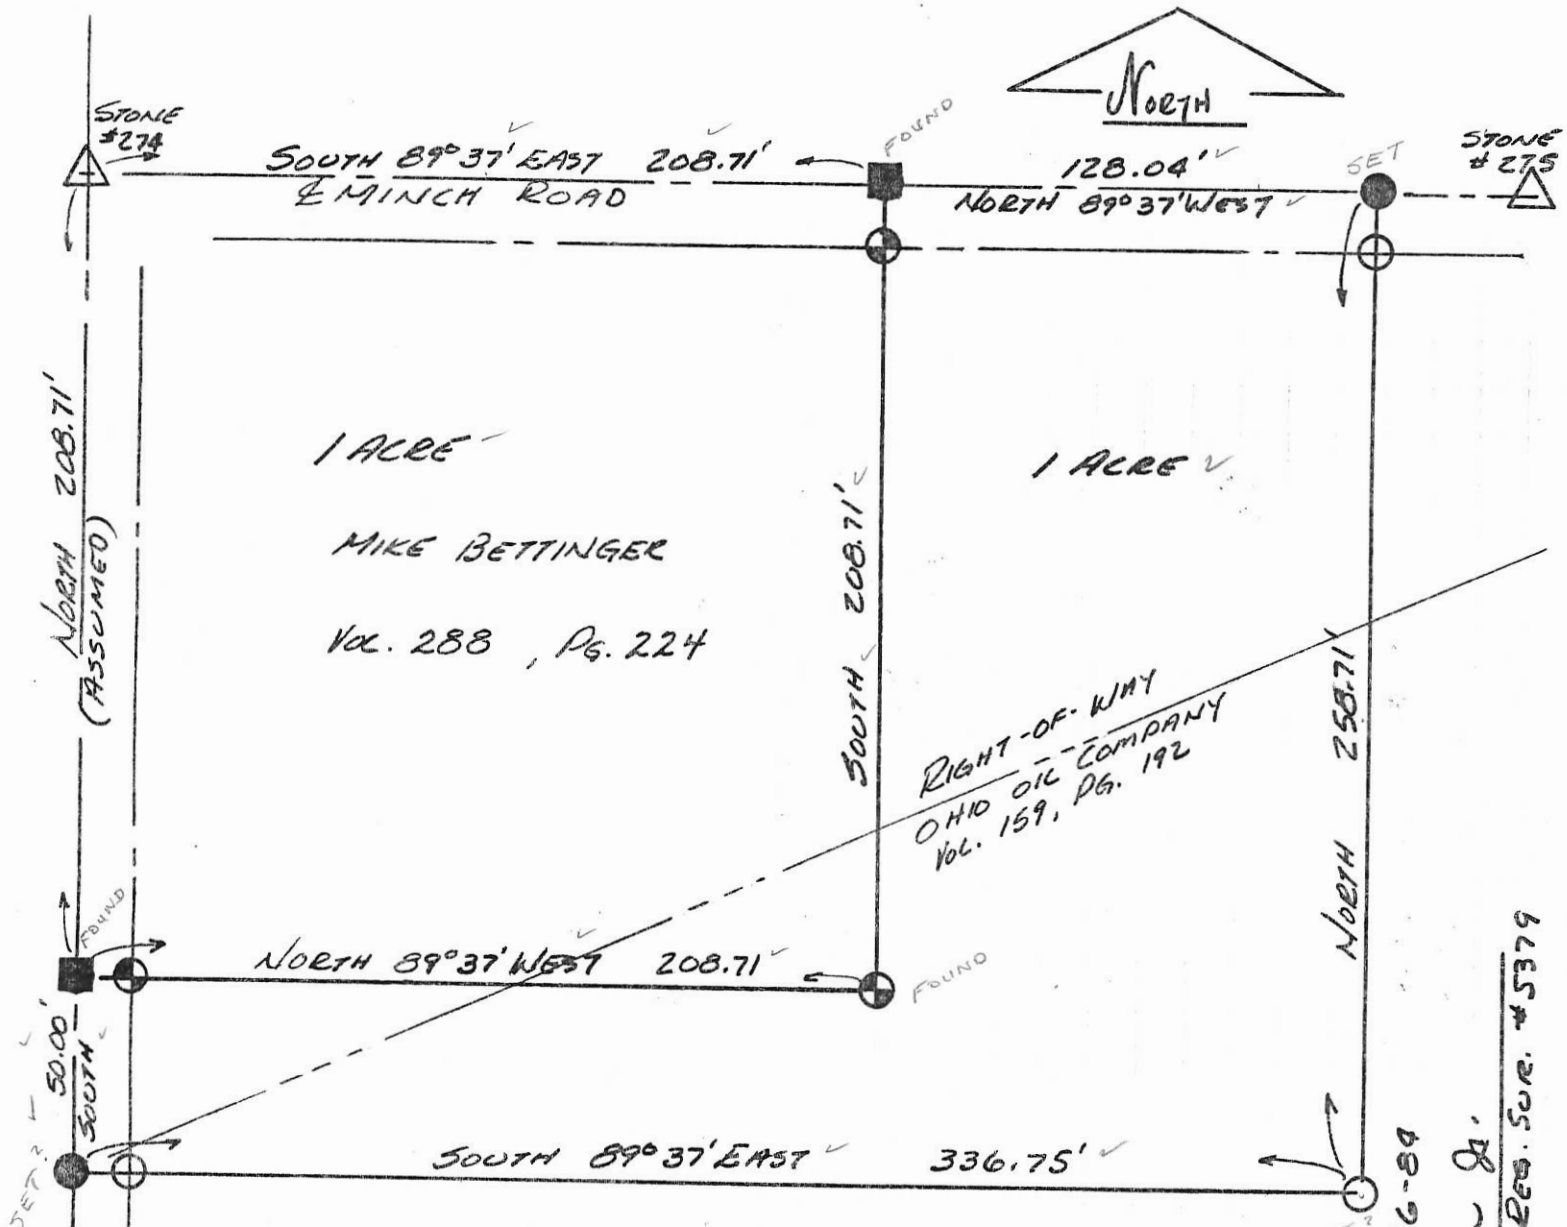 NORTH
STONE
#274
SOUTH 89°37' EAST 208.71'
℄ MINCH ROAD
FOUND
128.04'
NORTH 89°37' WEST
SET
STONE
#275
NORTH 208.71'
(ASSUMED)
1 ACRE
MIKE BETTINGER
VOL. 288 , PG. 224
SOUTH 208.71'
1 ACRE
RIGHT-OF-WAY
OHIO OIL COMPANY
VOL. 159, PG. 192
NORTH 258.71'
FOUND
NORTH 89°37' WEST 208.71'
FOUND
50.00'
SOUTH
SET
SOUTH 89°37' EAST 336.75'
6-84
Jr.
REG. SUR. #5379